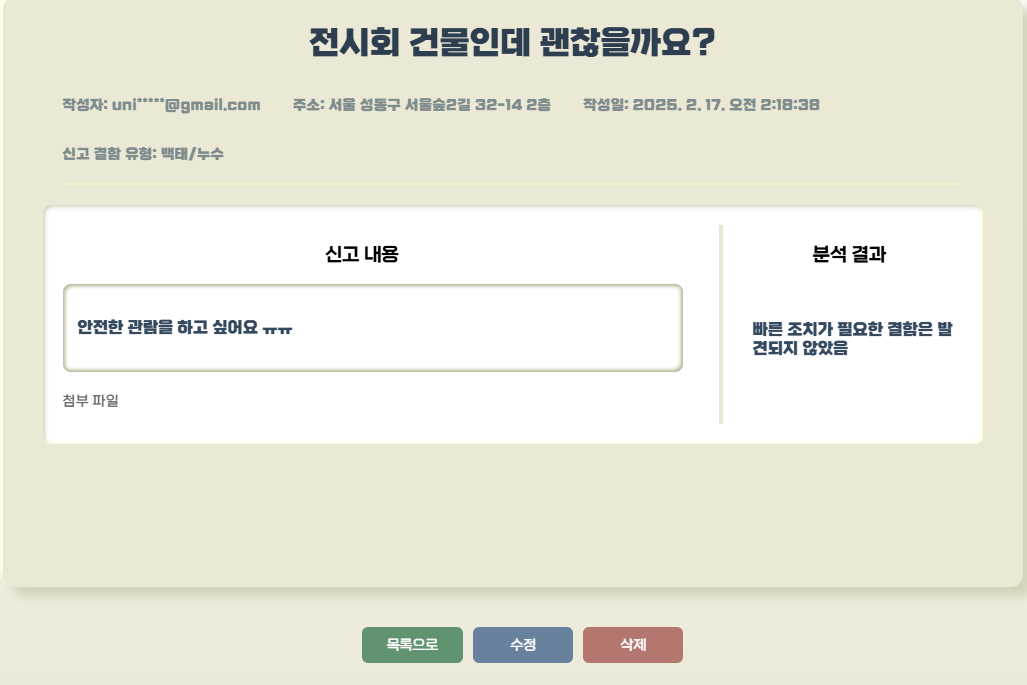 전시회 건물인데 괜찮을까요?
작성자: uni*****@gmail.com 주소: 서울 성동구 서울숲2길 32-14 2층 작성일: 2025. 2. 17. 오전 2:18:38
신고 결함 유형: 백태/누수
신고 내용
안전한 관람을 하고 싶어요 ㅠㅠ
첨부 파일
분석 결과
빠른 조치가 필요한 결함은 발
견되지 않았음
목록으로 수정 삭제